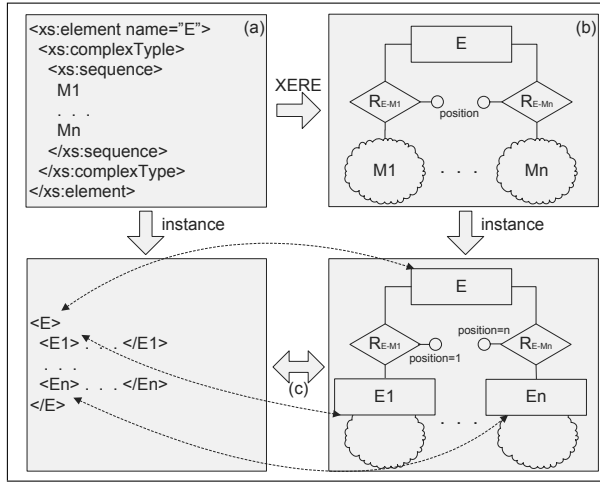 <xs:element name="E">
(a)
<xs:complexTyple>
<xs:sequence>
M1
. . .
Mn
</xs:sequence>
</xs:complexType>
</xs:element>
XERE
(b)
E
RE-M1
position
RE-Mn
M1
. . .
Mn
instance
instance
<E>
<E1> . . . </E1>
. . .
<En> . . . </En>
</E>
(c)
E
RE-M1
position=1
position=n
RE-Mn
E1
En
. . .